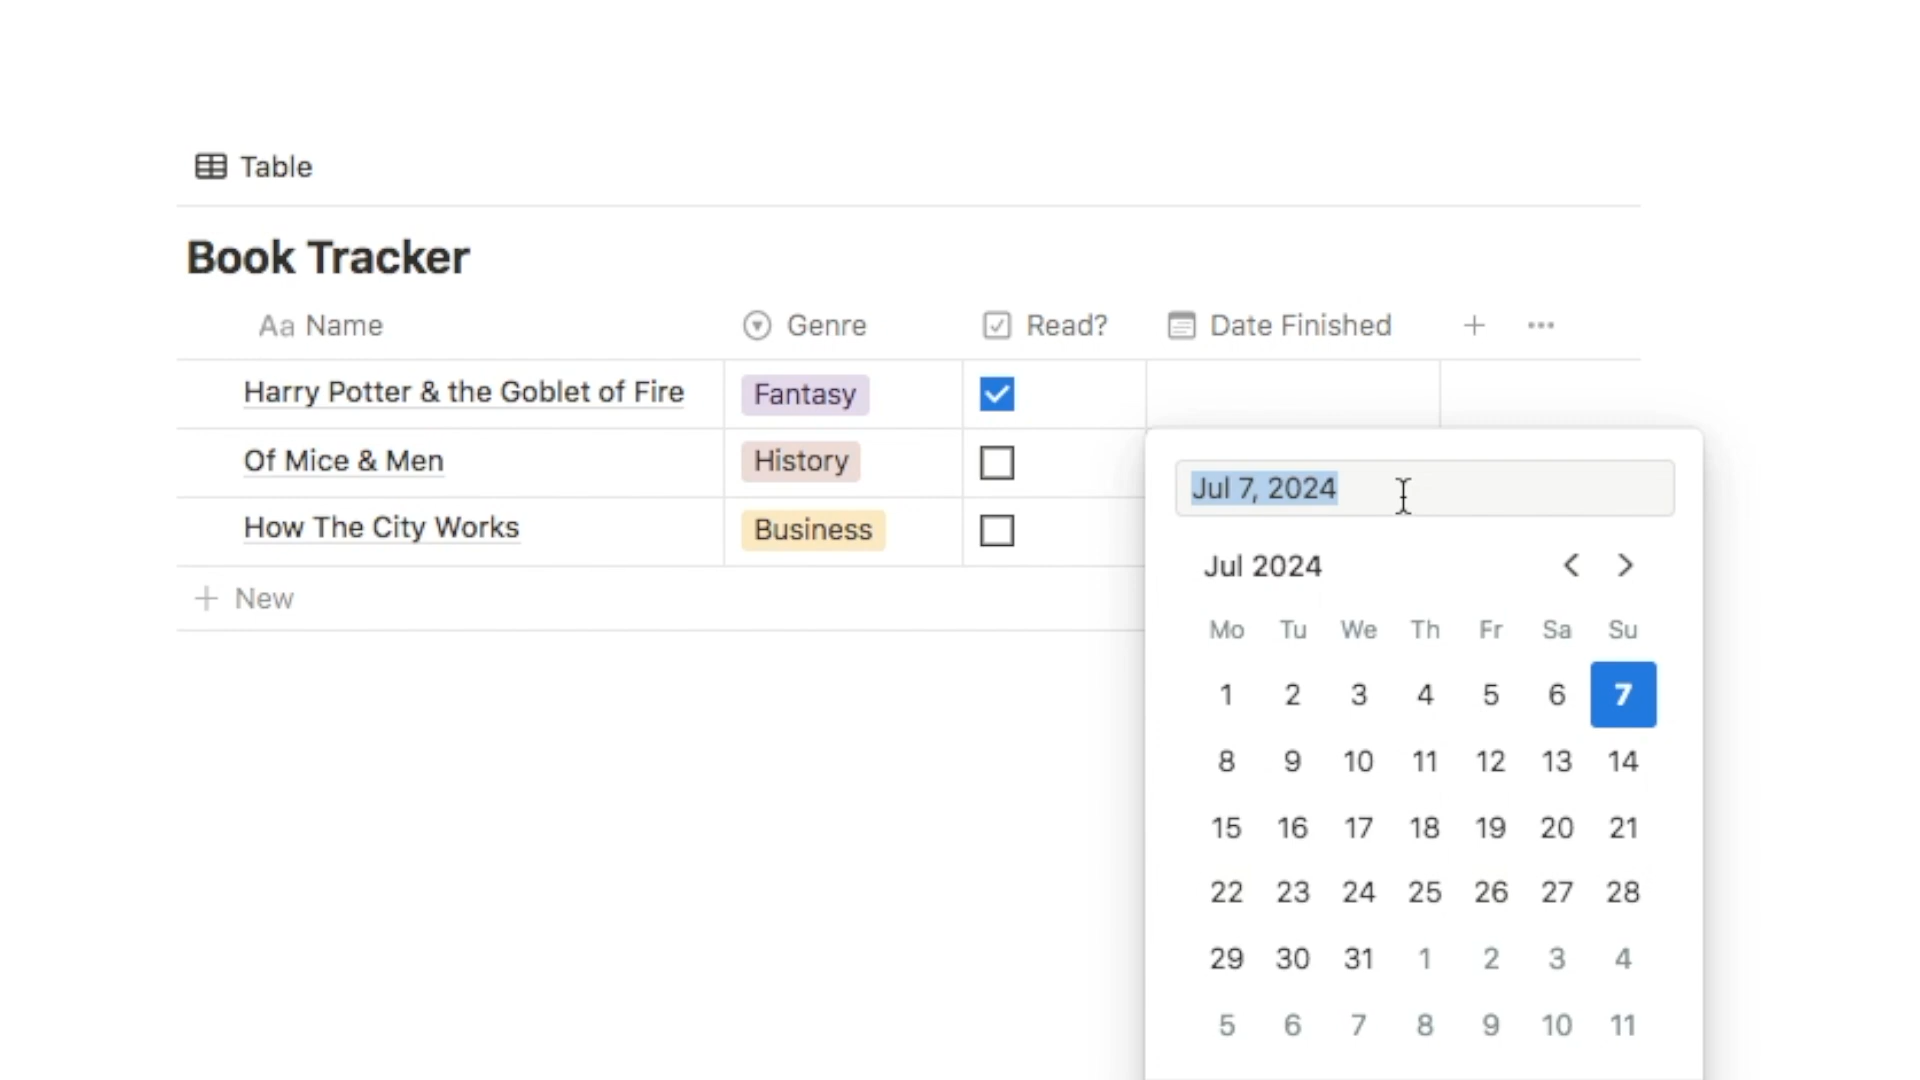 Table
Book Tracker
Aa Name Genre Read? Date Finished + ...
Harry Potter & the Goblet of Fire Fantasy
Of Mice & Men History
Jul 7, 2024
How The City Works Business
Jul 2024 < >
+ New
Mo Tu We Th Fr Sa Su
1 2 3 4 5 6 7
8 9 10 11 12 13 14
15 16 17 18 19 20 21
22 23 24 25 26 27 28
29 30 31 1 2 3 4
5 6 7 8 9 10 11